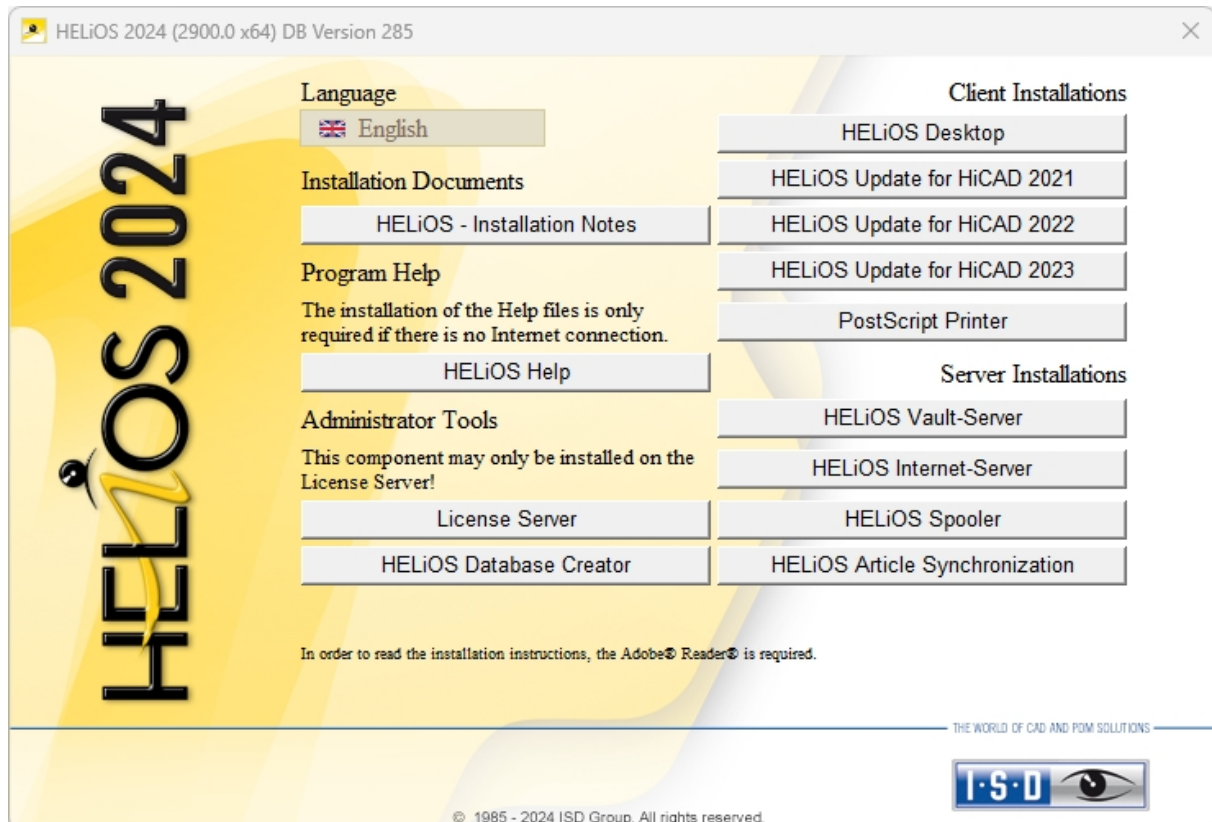 HELiOS 2024 (2900.0 x64) DB Version 285
HELiOS 2024
Language
English
Installation Documents
HELiOS - Installation Notes
Program Help
The installation of the Help files is only
required if there is no Internet connection.
HELiOS Help
Administrator Tools
This component may only be installed on the
License Server!
License Server
HELiOS Database Creator
Client Installations
HELiOS Desktop
HELiOS Update for HiCAD 2021
HELiOS Update for HiCAD 2022
HELiOS Update for HiCAD 2023
PostScript Printer
Server Installations
HELiOS Vault-Server
HELiOS Internet-Server
HELiOS Spooler
HELiOS Article Synchronization
In order to read the installation instructions, the Adobe® Reader® is required.
THE WORLD OF CAD AND PDM SOLUTIONS
I·S·D
© 1985 - 2024 ISD Group. All rights reserved.